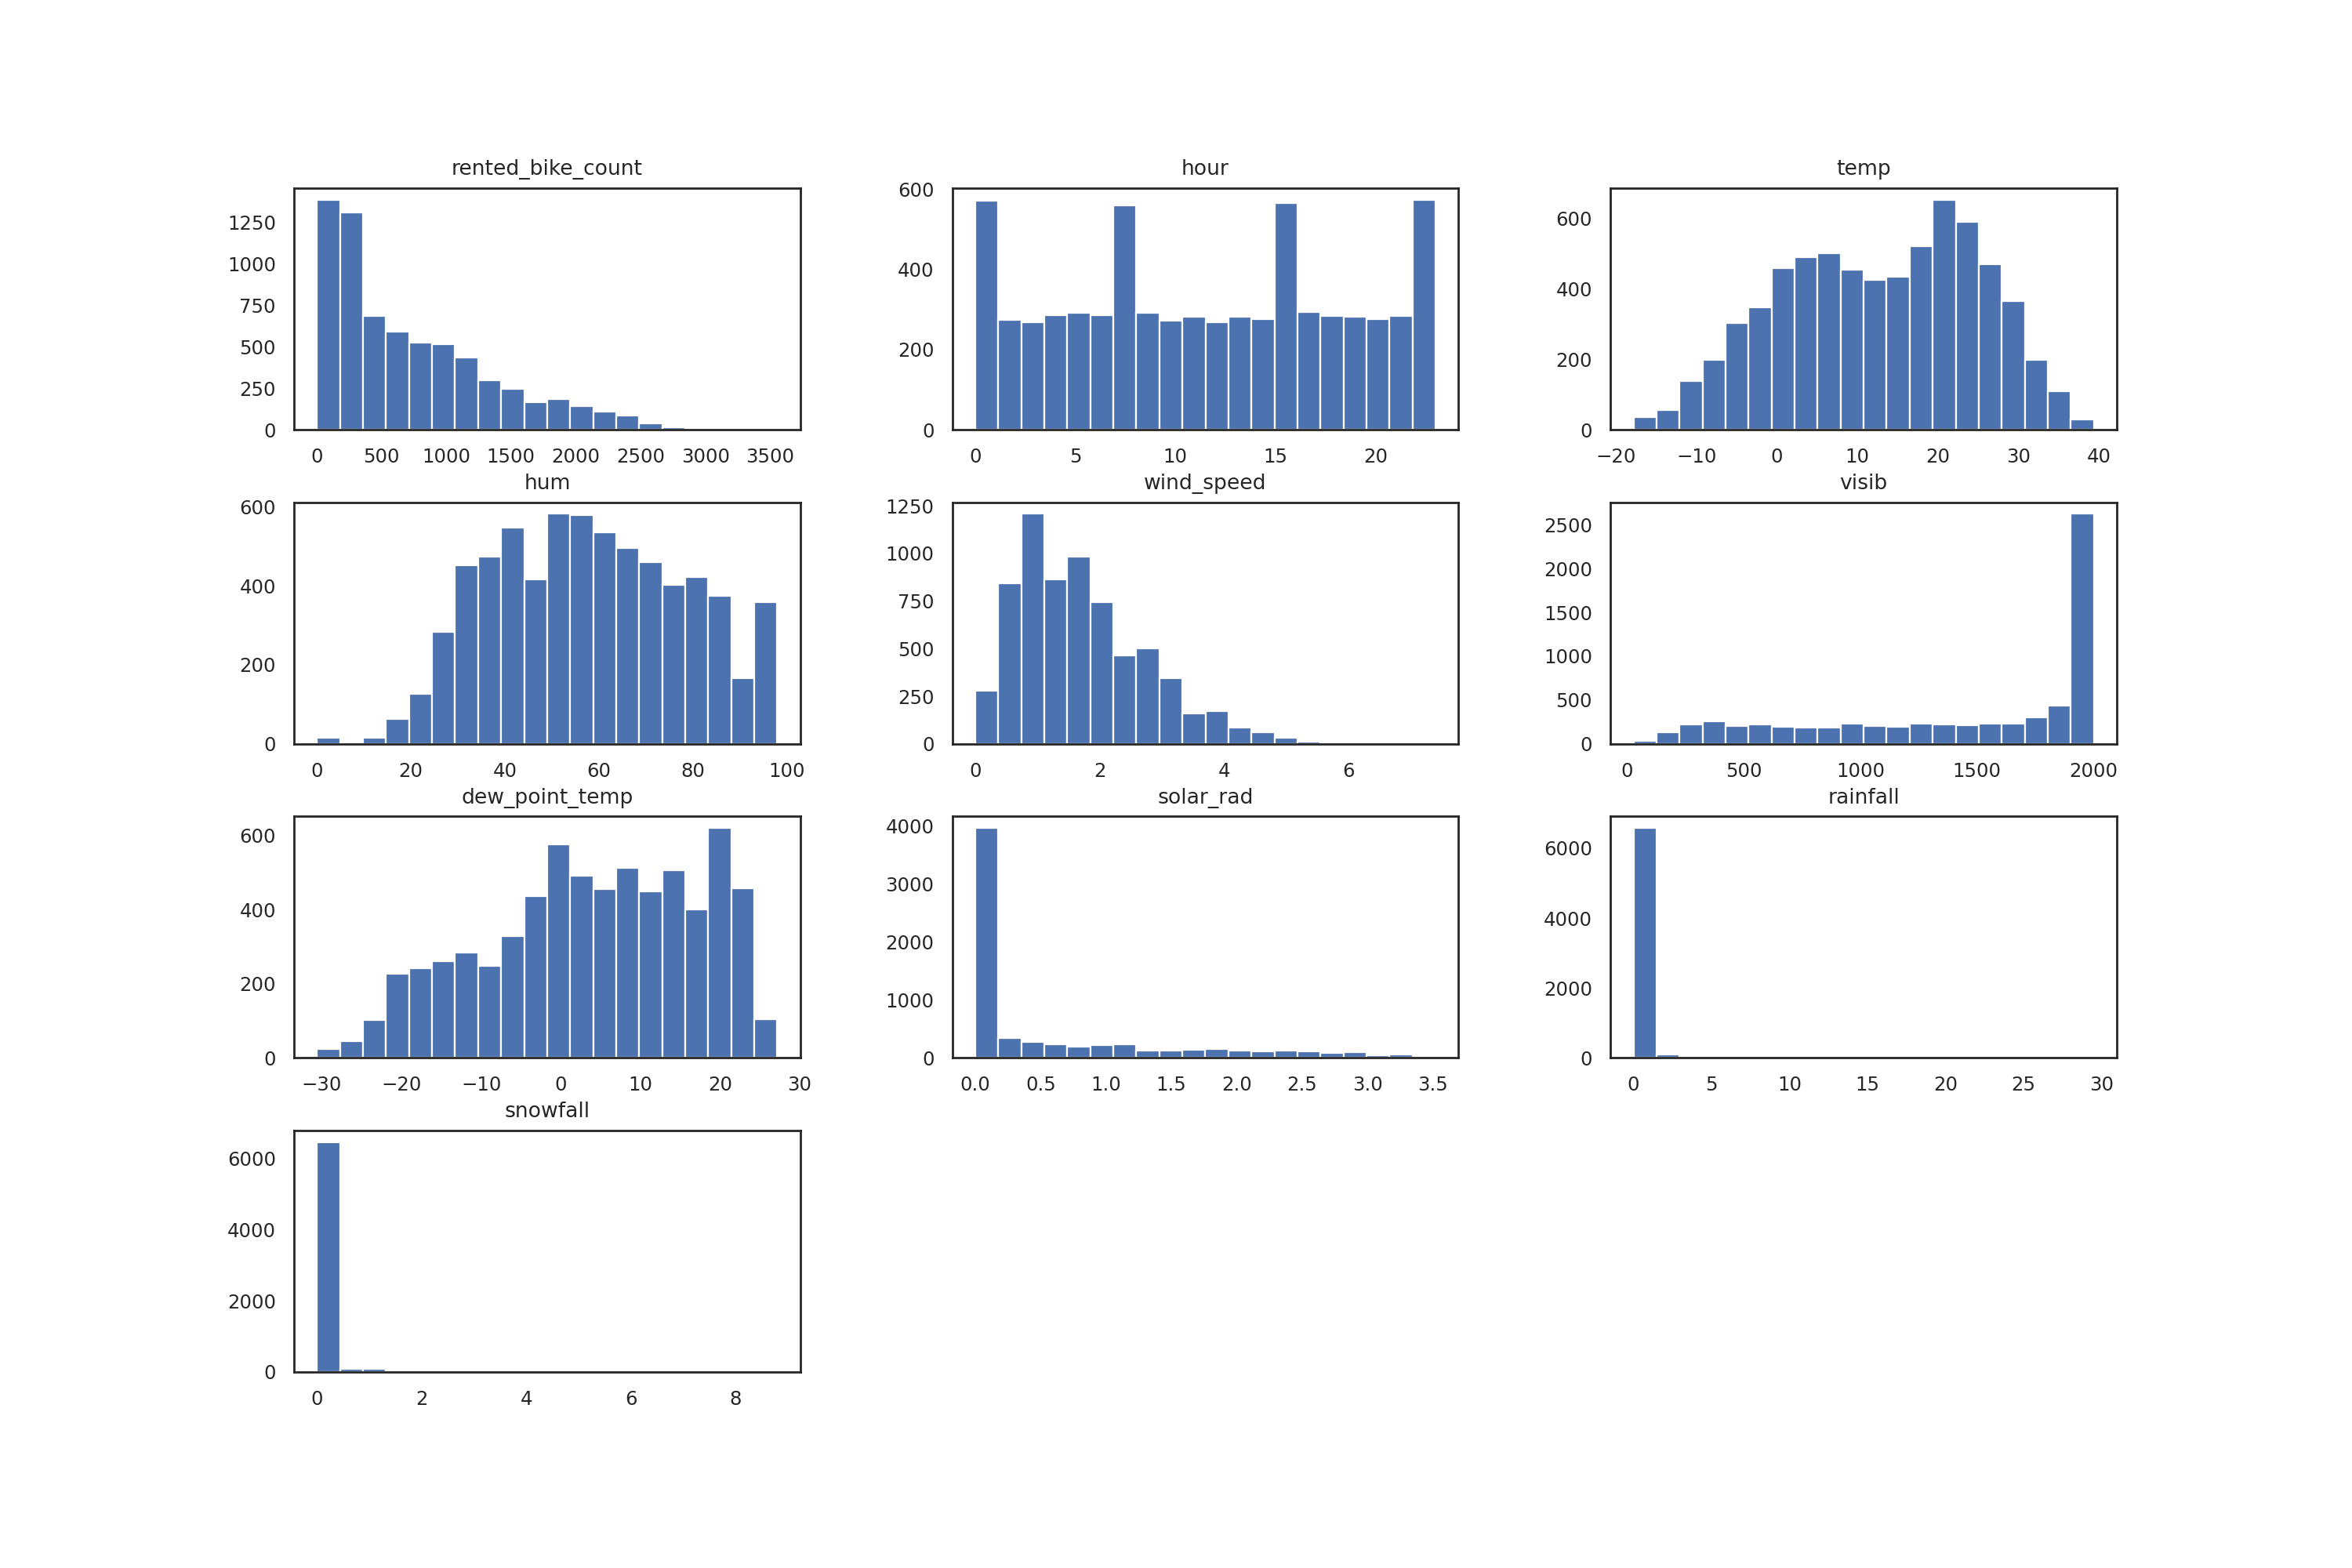 rented_bike_count
1250
1000
750
500
250
0
0 500 1000 1500 2000 2500 3000 3500
hour
600
400
200
0
0 5 10 15 20
temp
600
400
200
0
−20 −10 0 10 20 30 40
hum
600
400
200
0
0 20 40 60 80 100
wind_speed
1250
1000
750
500
250
0
0 2 4 6
visib
2500
2000
1500
1000
500
0
0 500 1000 1500 2000
dew_point_temp
600
400
200
0
−30 −20 −10 0 10 20 30
solar_rad
4000
3000
2000
1000
0
0.0 0.5 1.0 1.5 2.0 2.5 3.0 3.5
rainfall
6000
4000
2000
0
0 5 10 15 20 25 30
snowfall
6000
4000
2000
0
0 2 4 6 8